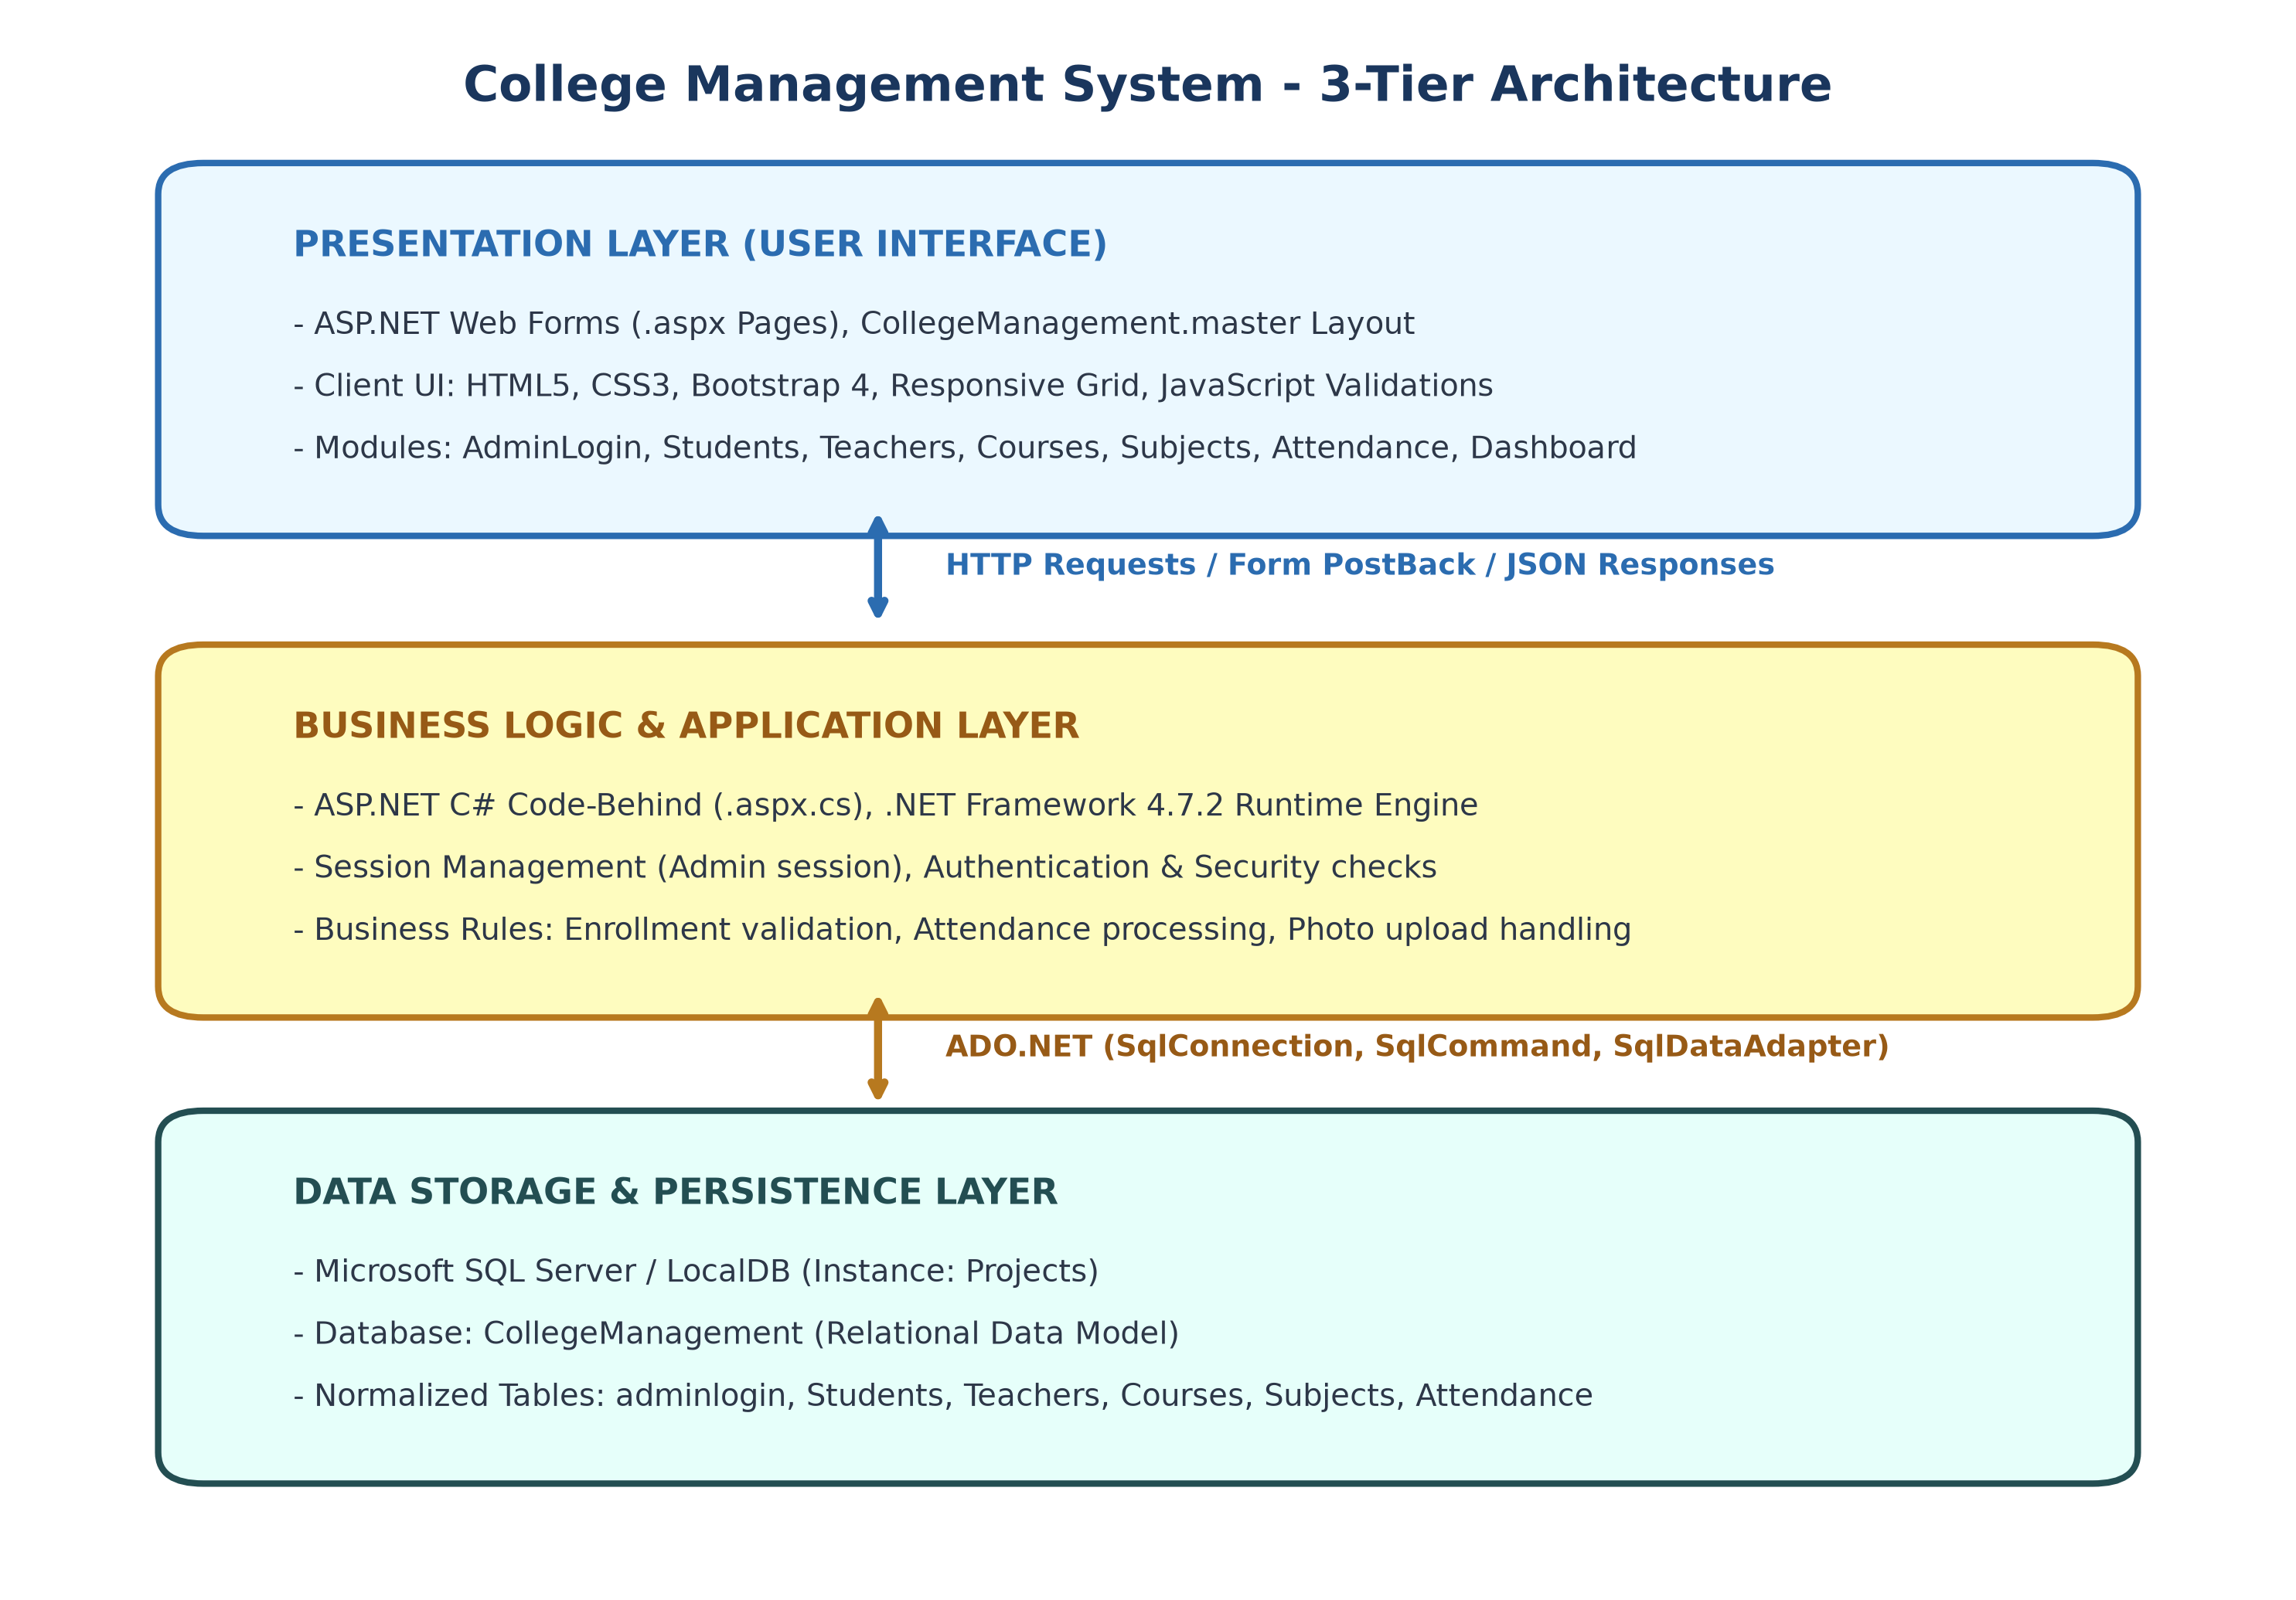 College Management System - 3-Tier Architecture
PRESENTATION LAYER (USER INTERFACE)
- ASP.NET Web Forms (.aspx Pages), CollegeManagement.master Layout
- Client UI: HTML5, CSS3, Bootstrap 4, Responsive Grid, JavaScript Validations
- Modules: AdminLogin, Students, Teachers, Courses, Subjects, Attendance, Dashboard
HTTP Requests / Form PostBack / JSON Responses
BUSINESS LOGIC & APPLICATION LAYER
- ASP.NET C# Code-Behind (.aspx.cs), .NET Framework 4.7.2 Runtime Engine
- Session Management (Admin session), Authentication & Security checks
- Business Rules: Enrollment validation, Attendance processing, Photo upload handling
ADO.NET (SqlConnection, SqlCommand, SqlDataAdapter)
DATA STORAGE & PERSISTENCE LAYER
- Microsoft SQL Server / LocalDB (Instance: Projects)
- Database: CollegeManagement (Relational Data Model)
- Normalized Tables: adminlogin, Students, Teachers, Courses, Subjects, Attendance